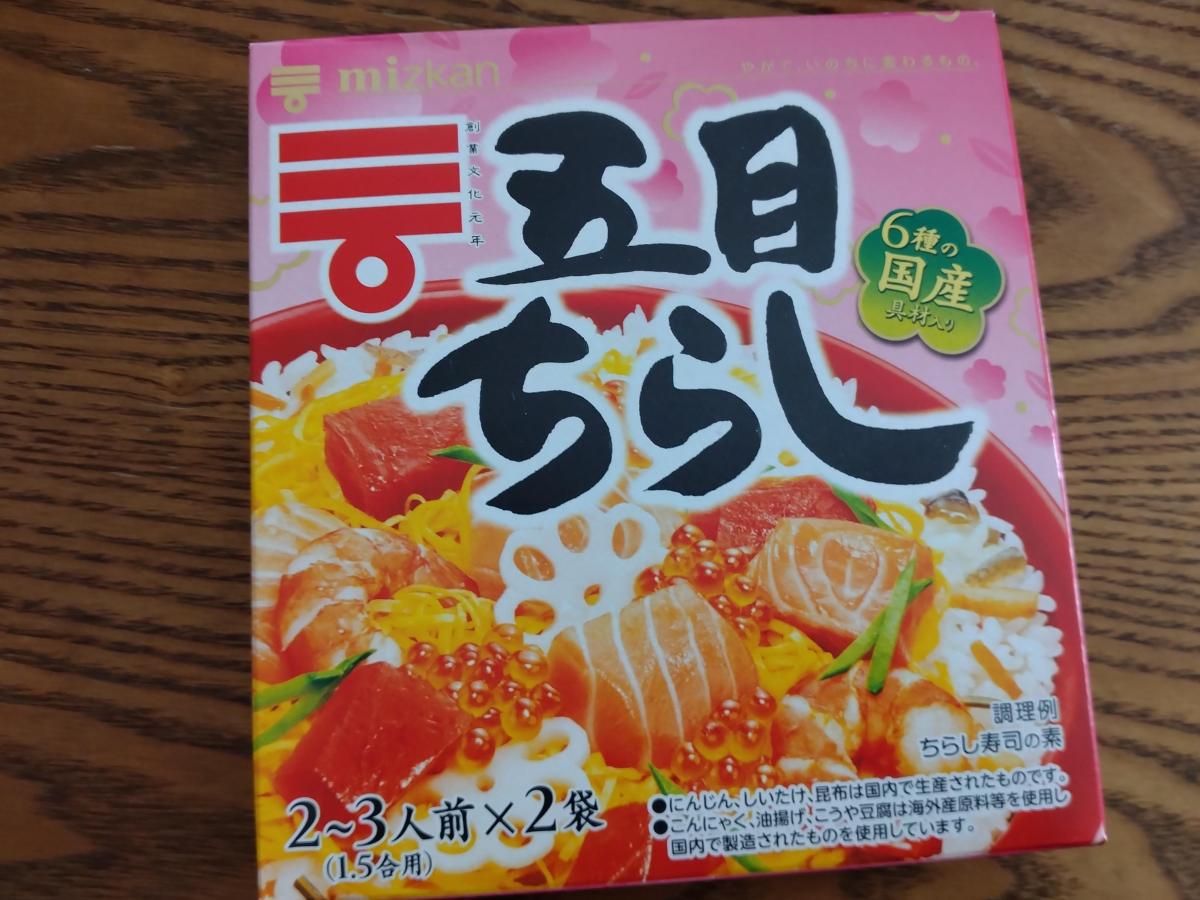 mizkan
やがて、いのちに変わるもの。
創業文化元年
五目
ちらし
6種の
国産
具材入り
調理例
ちらし寿司の素
2~3人前×2袋
(1.5合用)
●にんじん、しいたけ、昆布は国内で生産されたものです。
●こんにゃく、油揚げ、こうや豆腐は海外産原料等を使用し
国内で製造されたものを使用しています。